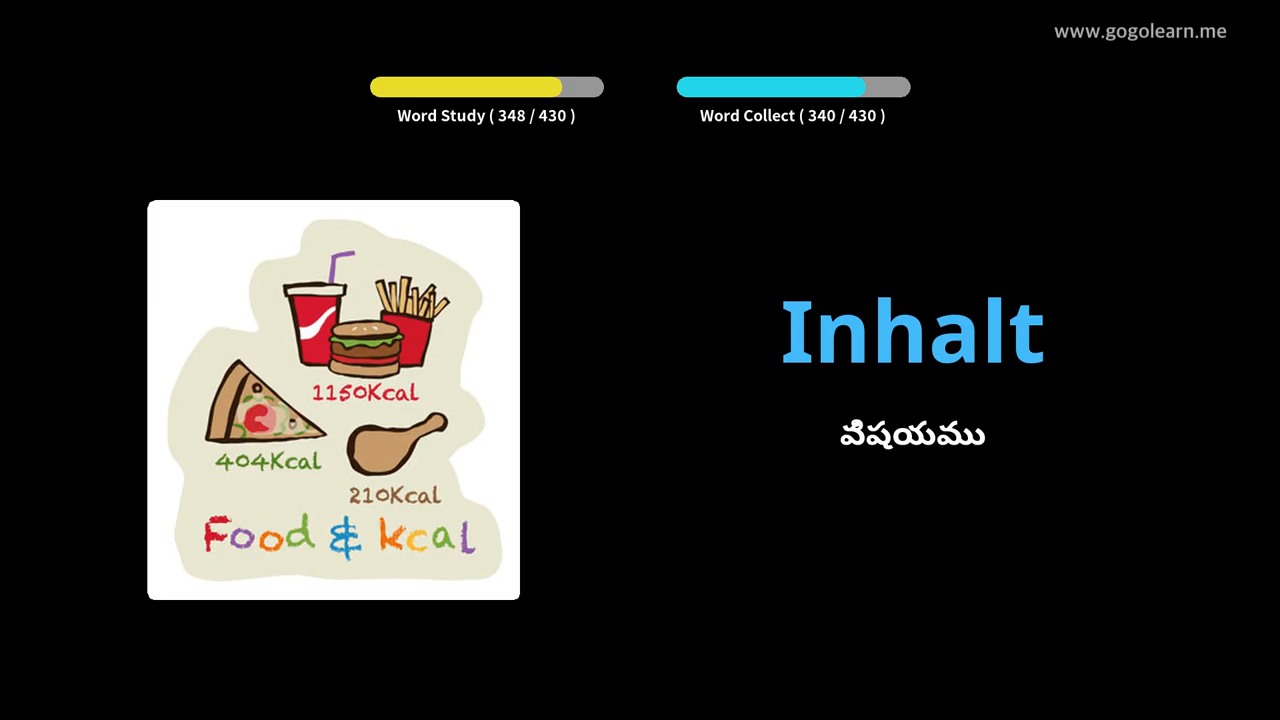 www.gogolearn.me
Word Study ( 348 / 430 )
Word Collect ( 340 / 430 )
1150Kcal
404Kcal
210Kcal
Food & kcal
Inhalt
విషయము